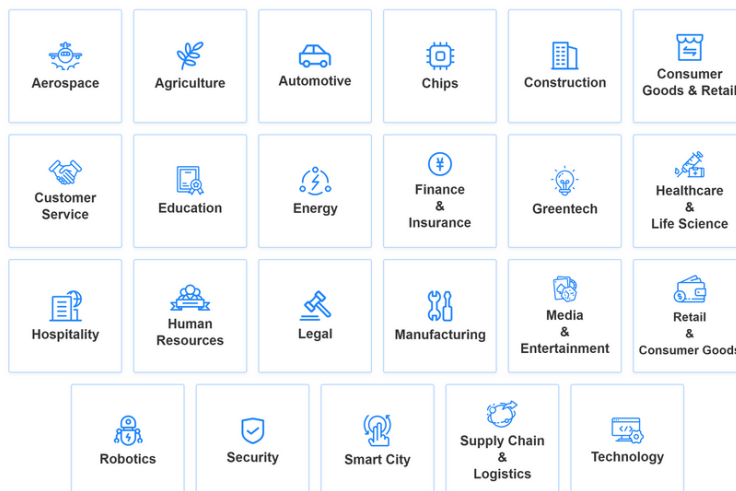 Aerospace
Agriculture
Automotive
Chips
Construction
Consumer
Goods & Retail
Customer
Service
Education
Energy
Finance
&
Insurance
Greentech
Healthcare
&
Life Science
Hospitality
Human
Resources
Legal
Manufacturing
Media
&
Entertainment
Retail
&
Consumer Goods
Robotics
Security
Smart City
Supply Chain
&
Logistics
Technology